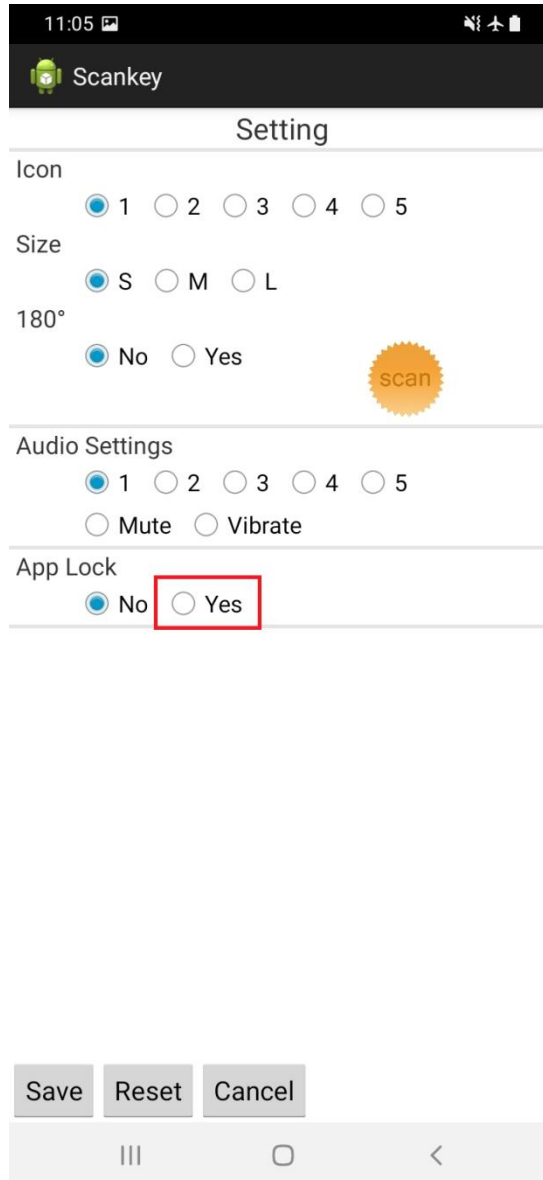 11:05
Scankey
Setting
Icon
1 2 3 4 5
Size
S M L
180°
No Yes
scan
Audio Settings
1 2 3 4 5
Mute Vibrate
App Lock
No Yes
Save Reset Cancel